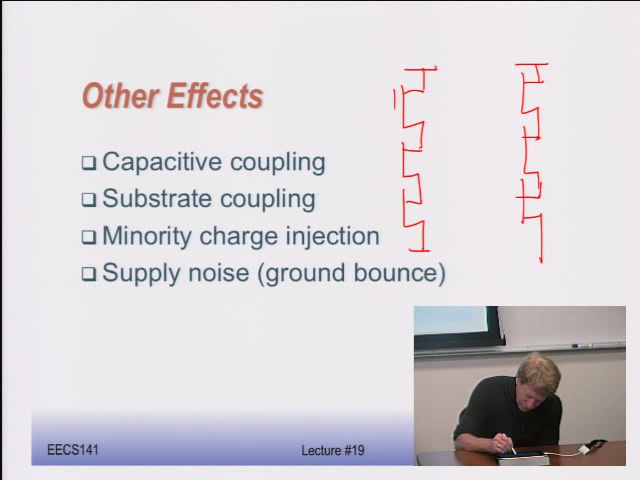 Other Effects
❑ Capacitive coupling
❑ Substrate coupling
❑ Minority charge injection
❑ Supply noise (ground bounce)
EECS141
Lecture #19